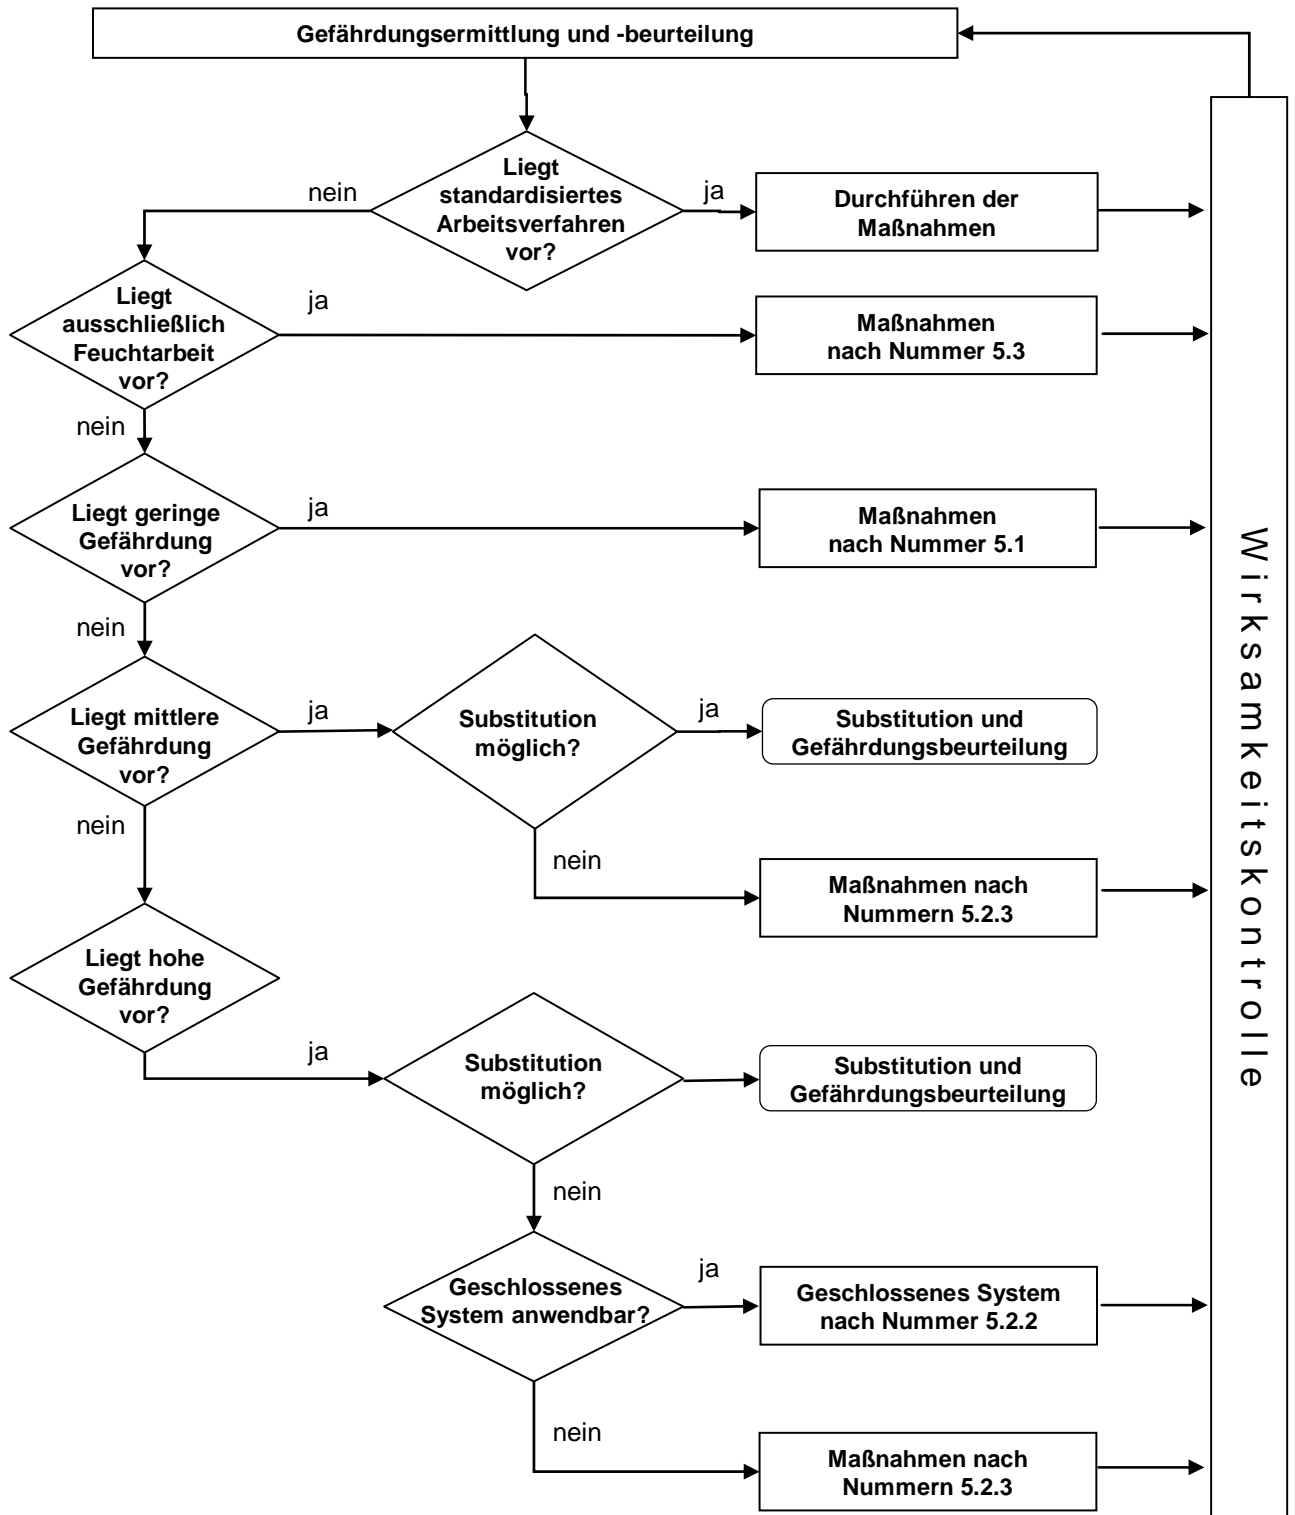 Gefährdungsermittlung und -beurteilung
Liegt
standardisiertes
Arbeitsverfahren
vor?
nein
ja
Durchführen der
Maßnahmen
Liegt
ausschließlich
Feuchtarbeit
vor?
ja
Maßnahmen
nach Nummer 5.3
nein
Liegt geringe
Gefährdung
vor?
ja
Maßnahmen
nach Nummer 5.1
nein
Liegt mittlere
Gefährdung
vor?
ja
Substitution
möglich?
ja
Substitution und
Gefährdungsbeurteilung
nein
nein
Maßnahmen nach
Nummern 5.2.3
Liegt hohe
Gefährdung
vor?
ja
Substitution
möglich?
Substitution und
Gefährdungsbeurteilung
nein
Geschlossenes
System anwendbar?
ja
Geschlossenes System
nach Nummer 5.2.2
nein
Maßnahmen nach
Nummern 5.2.3
Wirksamkeitskontrolle